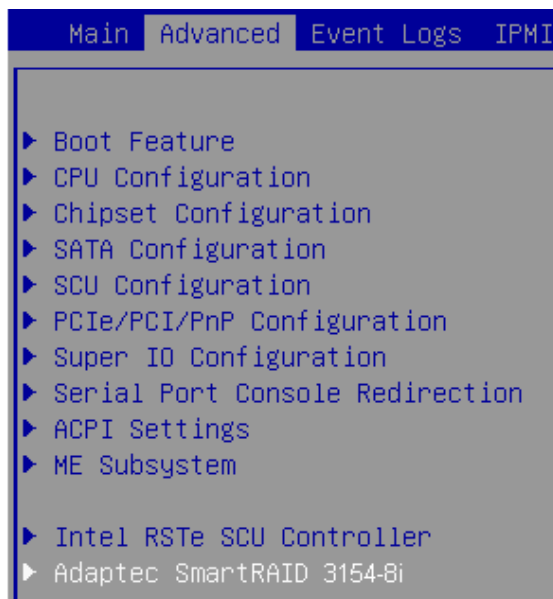 Main Advanced Event Logs IPMI
Boot Feature
CPU Configuration
Chipset Configuration
SATA Configuration
SCU Configuration
PCIe/PCI/PnP Configuration
Super IO Configuration
Serial Port Console Redirection
ACPI Settings
ME Subsystem
Intel RSTe SCU Controller
Adaptec SmartRAID 3154-8i